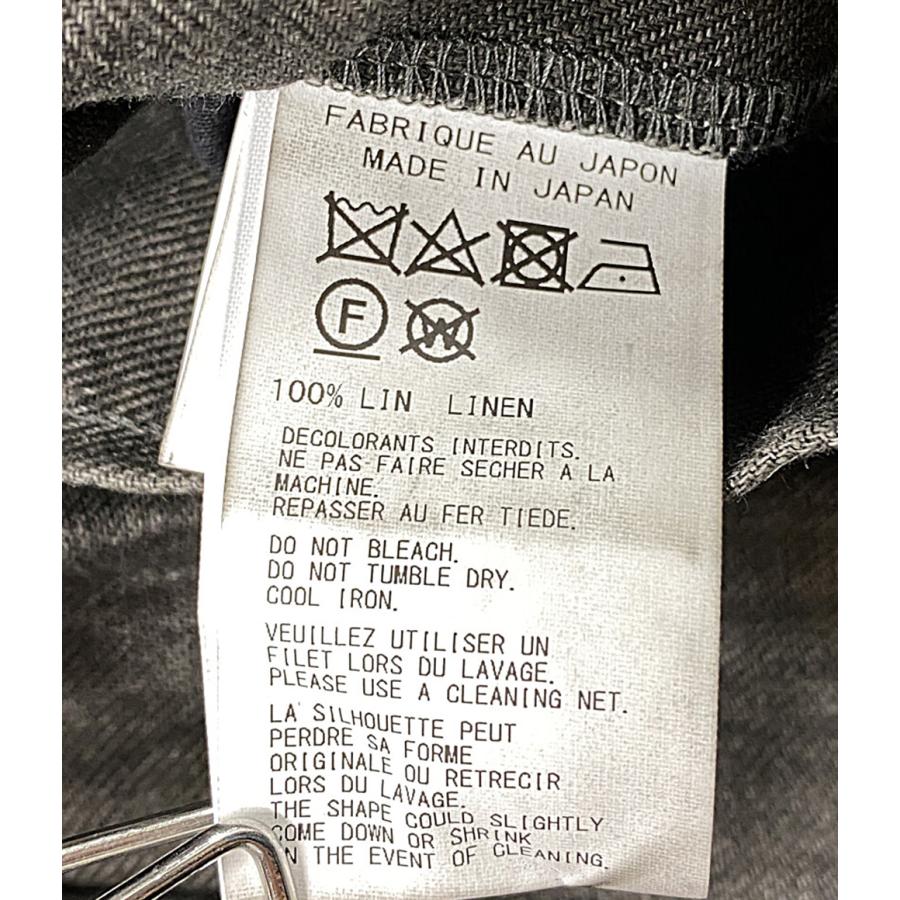 FABRIQUE AU JAPON
MADE IN JAPAN
F W
100% LIN LINEN
DECOLORANTS INTERDITS.
NE PAS FAIRE SECHER A LA
MACHINE.
REPASSER AU FER TIEDE.
DO NOT BLEACH.
DO NOT TUMBLE DRY.
COOL IRON.
VEUILLEZ UTILISER UN
FILET LORS DU LAVAGE.
PLEASE USE A CLEANING NET.
LA SILHOUETTE PEUT
PERDRE SA FORME
ORIGINALE OU RETRECIR
LORS DU LAVAGE.
THE SHAPE COULD SLIGHTLY
COME DOWN OR SHRINK
IN THE EVENT OF CLEANING.